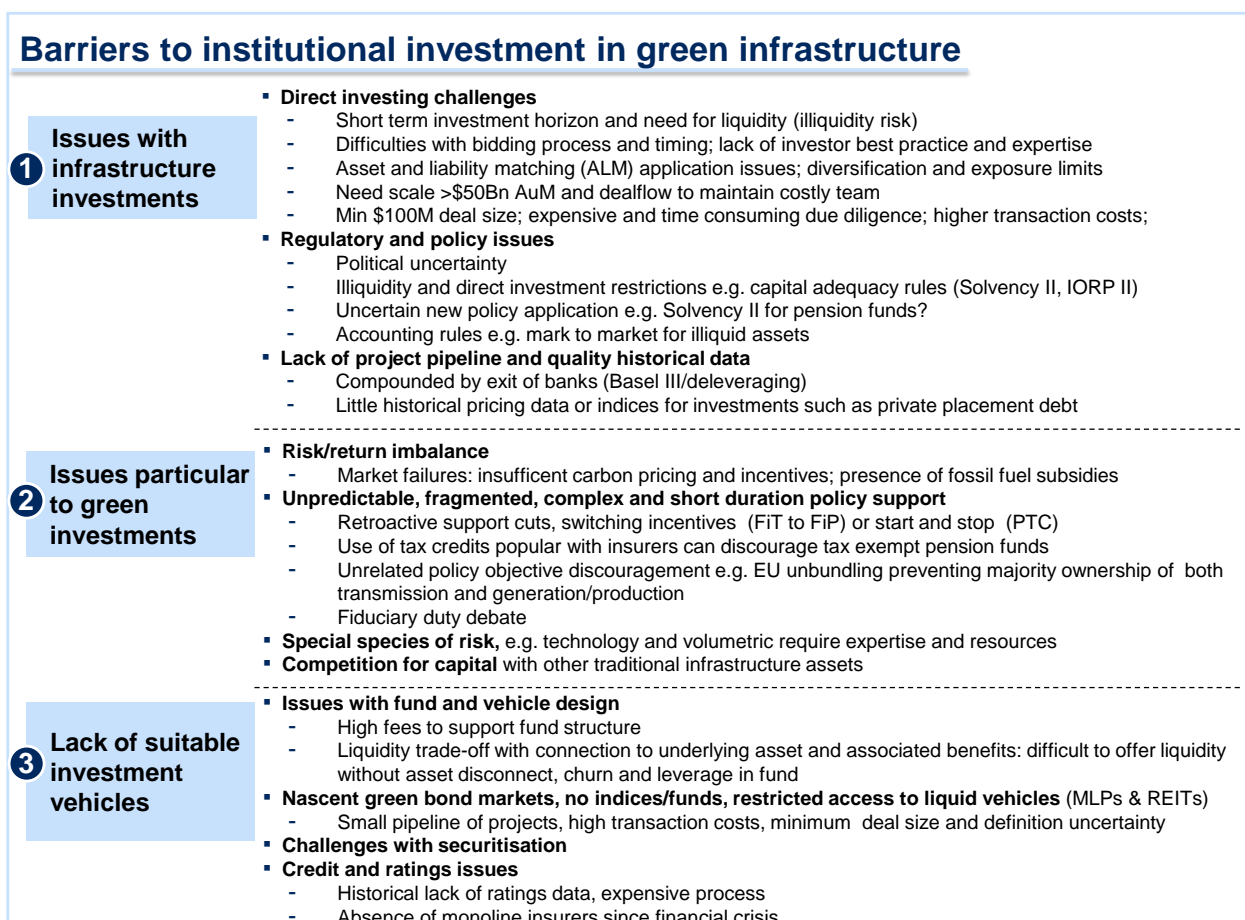 Barriers to institutional investment in green infrastructure
1
Issues with
infrastructure
investments
▪ Direct investing challenges
- Short term investment horizon and need for liquidity (illiquidity risk)
- Difficulties with bidding process and timing; lack of investor best practice and expertise
- Asset and liability matching (ALM) application issues; diversification and exposure limits
- Need scale >$50Bn AuM and dealflow to maintain costly team
- Min $100M deal size; expensive and time consuming due diligence; higher transaction costs;
▪ Regulatory and policy issues
- Political uncertainty
- Illiquidity and direct investment restrictions e.g. capital adequacy rules (Solvency II, IORP II)
- Uncertain new policy application e.g. Solvency II for pension funds?
- Accounting rules e.g. mark to market for illiquid assets
▪ Lack of project pipeline and quality historical data
- Compounded by exit of banks (Basel III/deleveraging)
- Little historical pricing data or indices for investments such as private placement debt
2
Issues particular
to green
investments
▪ Risk/return imbalance
- Market failures: insufficent carbon pricing and incentives; presence of fossil fuel subsidies
▪ Unpredictable, fragmented, complex and short duration policy support
- Retroactive support cuts, switching incentives (FiT to FiP) or start and stop (PTC)
- Use of tax credits popular with insurers can discourage tax exempt pension funds
- Unrelated policy objective discouragement e.g. EU unbundling preventing majority ownership of both
transmission and generation/production
- Fiduciary duty debate
▪ Special species of risk, e.g. technology and volumetric require expertise and resources
▪ Competition for capital with other traditional infrastructure assets
3
Lack of suitable
investment
vehicles
▪ Issues with fund and vehicle design
- High fees to support fund structure
- Liquidity trade-off with connection to underlying asset and associated benefits: difficult to offer liquidity
without asset disconnect, churn and leverage in fund
▪ Nascent green bond markets, no indices/funds, restricted access to liquid vehicles (MLPs & REITs)
- Small pipeline of projects, high transaction costs, minimum deal size and definition uncertainty
▪ Challenges with securitisation
▪ Credit and ratings issues
- Historical lack of ratings data, expensive process
- Absence of monoline insurers since financial crisis